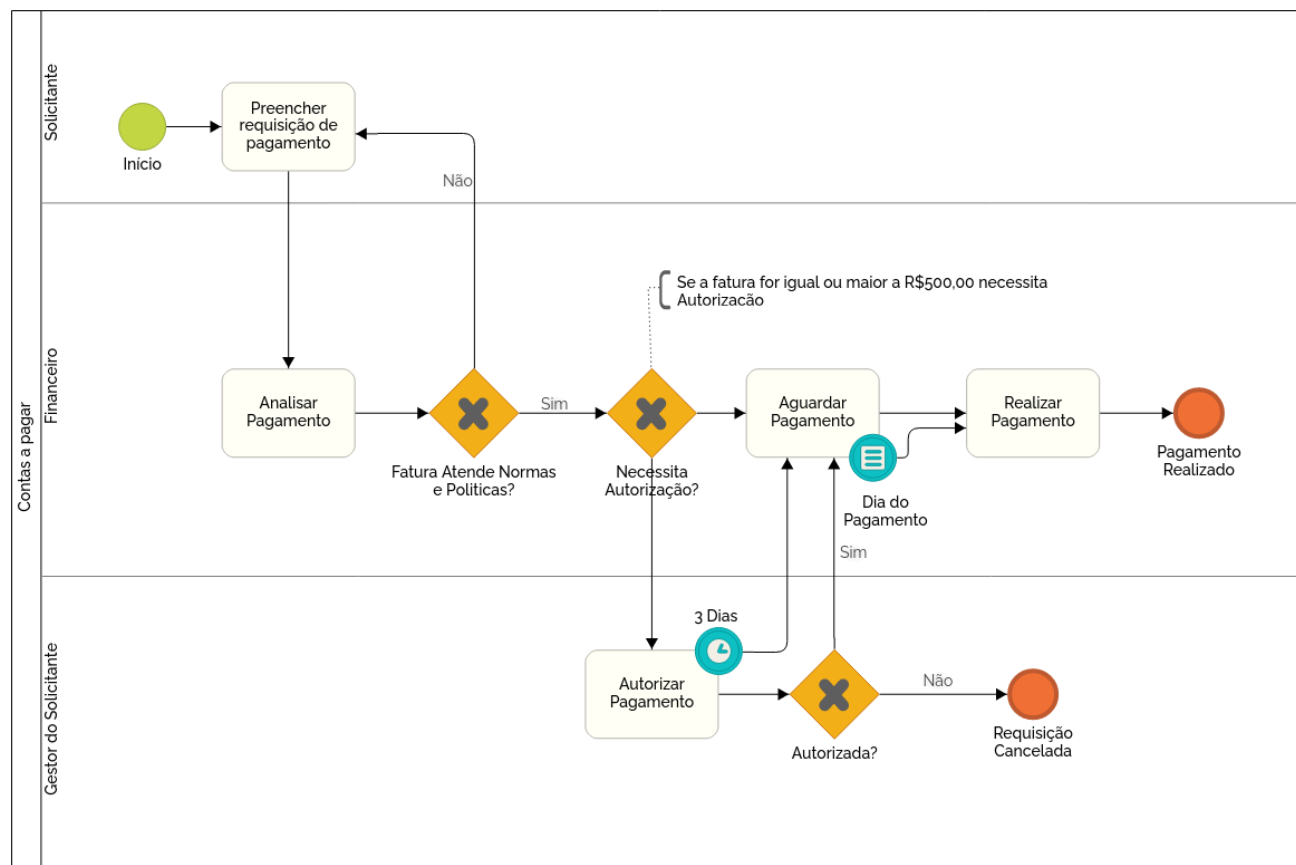 Contas a pagar
Solicitante
Início
Preencher
requisição de
pagamento
Não
Financeiro
Se a fatura for igual ou maior a R$500,00 necessita
Autorizacão
Analisar
Pagamento
Fatura Atende Normas
e Politicas?
Sim
Necessita
Autorização?
Aguardar
Pagamento
Dia do
Pagamento
Realizar
Pagamento
Pagamento
Realizado
Sim
Gestor do Solicitante
3 Dias
Autorizar
Pagamento
Autorizada?
Não
Requisição
Cancelada